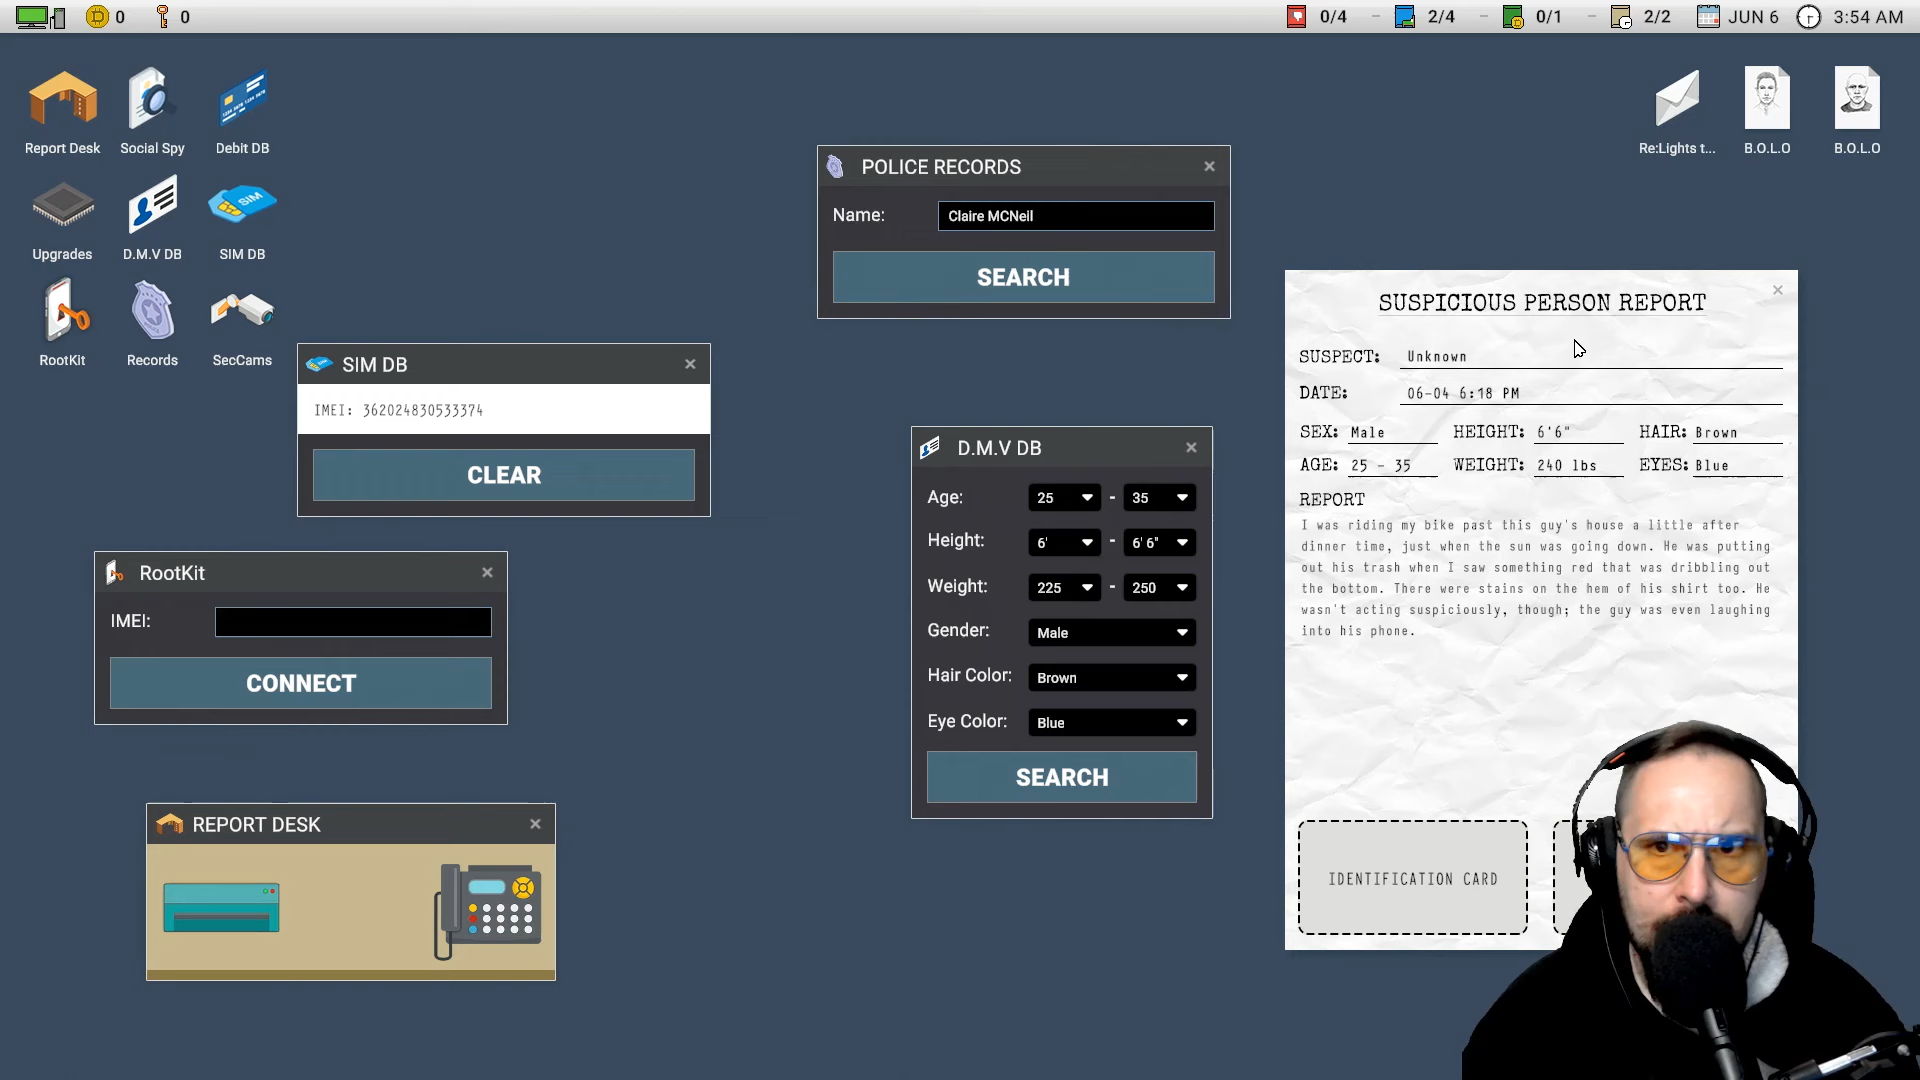 0 0 0/4 - 2/4 - 0/1 - 2/2 JUN 6 3:54 AM
Report Desk Social Spy Debit DB
Upgrades D.M.V DB SIM DB
SIM
RootKit Records SecCams
Re:Lights t... B.O.L.O B.O.L.O
POLICE RECORDS
Name: Claire MCNeil
SEARCH
SIM DB
IMEI: 362024830533374
CLEAR
RootKit
IMEI:
CONNECT
REPORT DESK
D.M.V DB
Age: 25 - 35
Height: 6' - 6' 6"
Weight: 225 - 250
Gender: Male
Hair Color: Brown
Eye Color: Blue
SEARCH
SUSPICIOUS PERSON REPORT
SUSPECT: Unknown
DATE: 06-04 6:18 PM
SEX: Male HEIGHT: 6'6" HAIR: Brown
AGE: 25 - 35 WEIGHT: 240 lbs EYES: Blue
REPORT
I was riding my bike past this guy's house a little after
dinner time, just when the sun was going down. He was putting
out his trash when I saw something red that was dribbling out
the bottom. There were stains on the hem of his shirt too. He
wasn't acting suspiciously, though; the guy was even laughing
into his phone.
IDENTIFICATION CARD